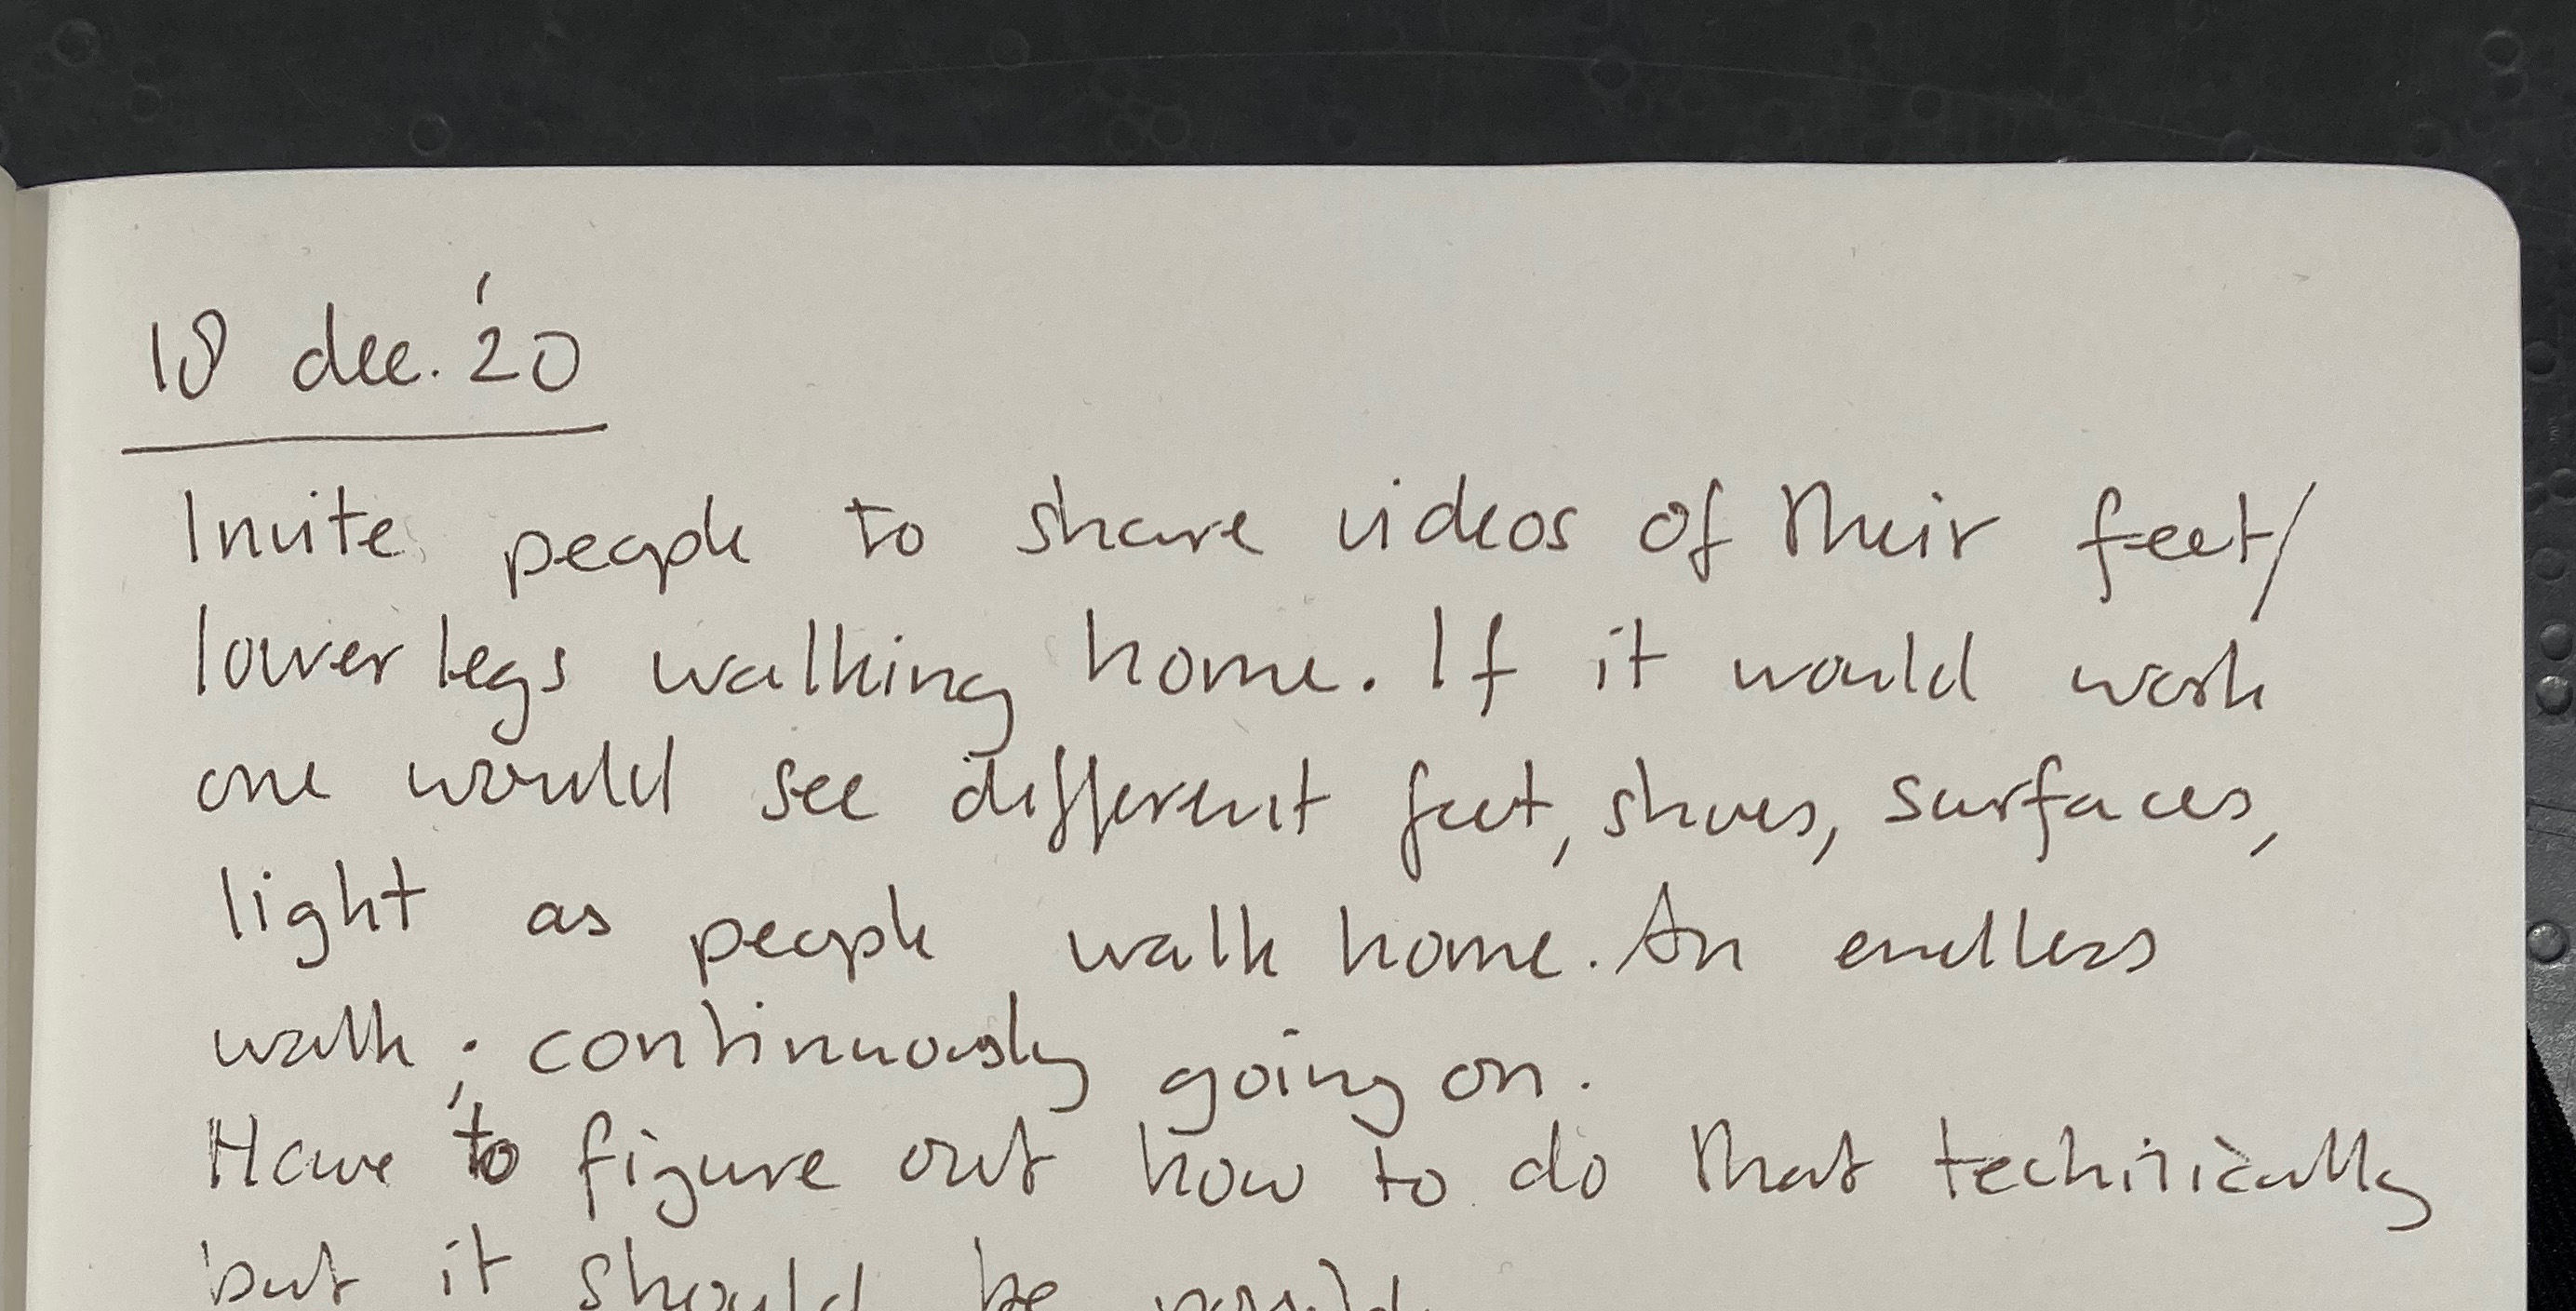 18 dec. '20
Invite people to share videos of their feet/
lower legs walking home. If it would work
one would see different feet, shoes, surfaces,
light as people walk home. An endless
walk; continuously going on.
Have to figure out how to do that technically
but it should be